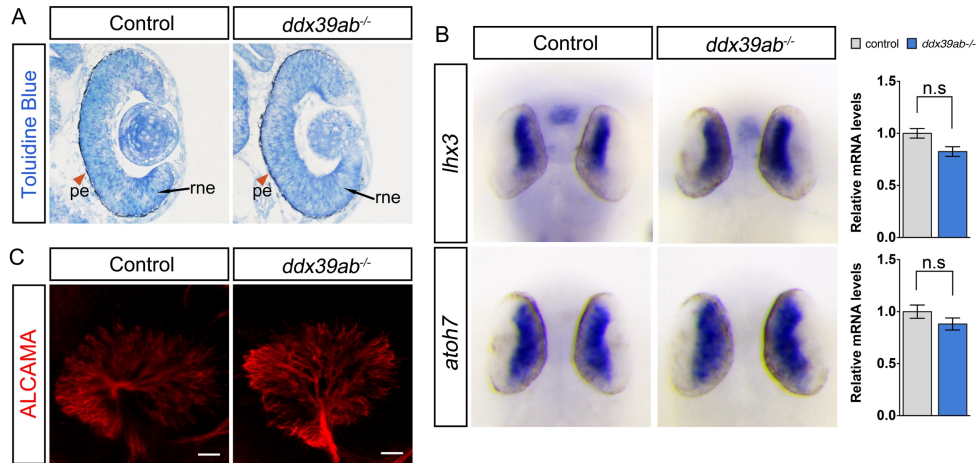 A
Control
ddx39ab-/-
Toluidine Blue
pe
rne
pe
rne
B
Control
ddx39ab-/-
control
ddx39ab-/-
lhx3
Relative mRNA levels
1.5
1.0
0.5
0.0
n.s
atoh7
Relative mRNA levels
1.5
1.0
0.5
0.0
n.s
C
Control
ddx39ab-/-
ALCAMA